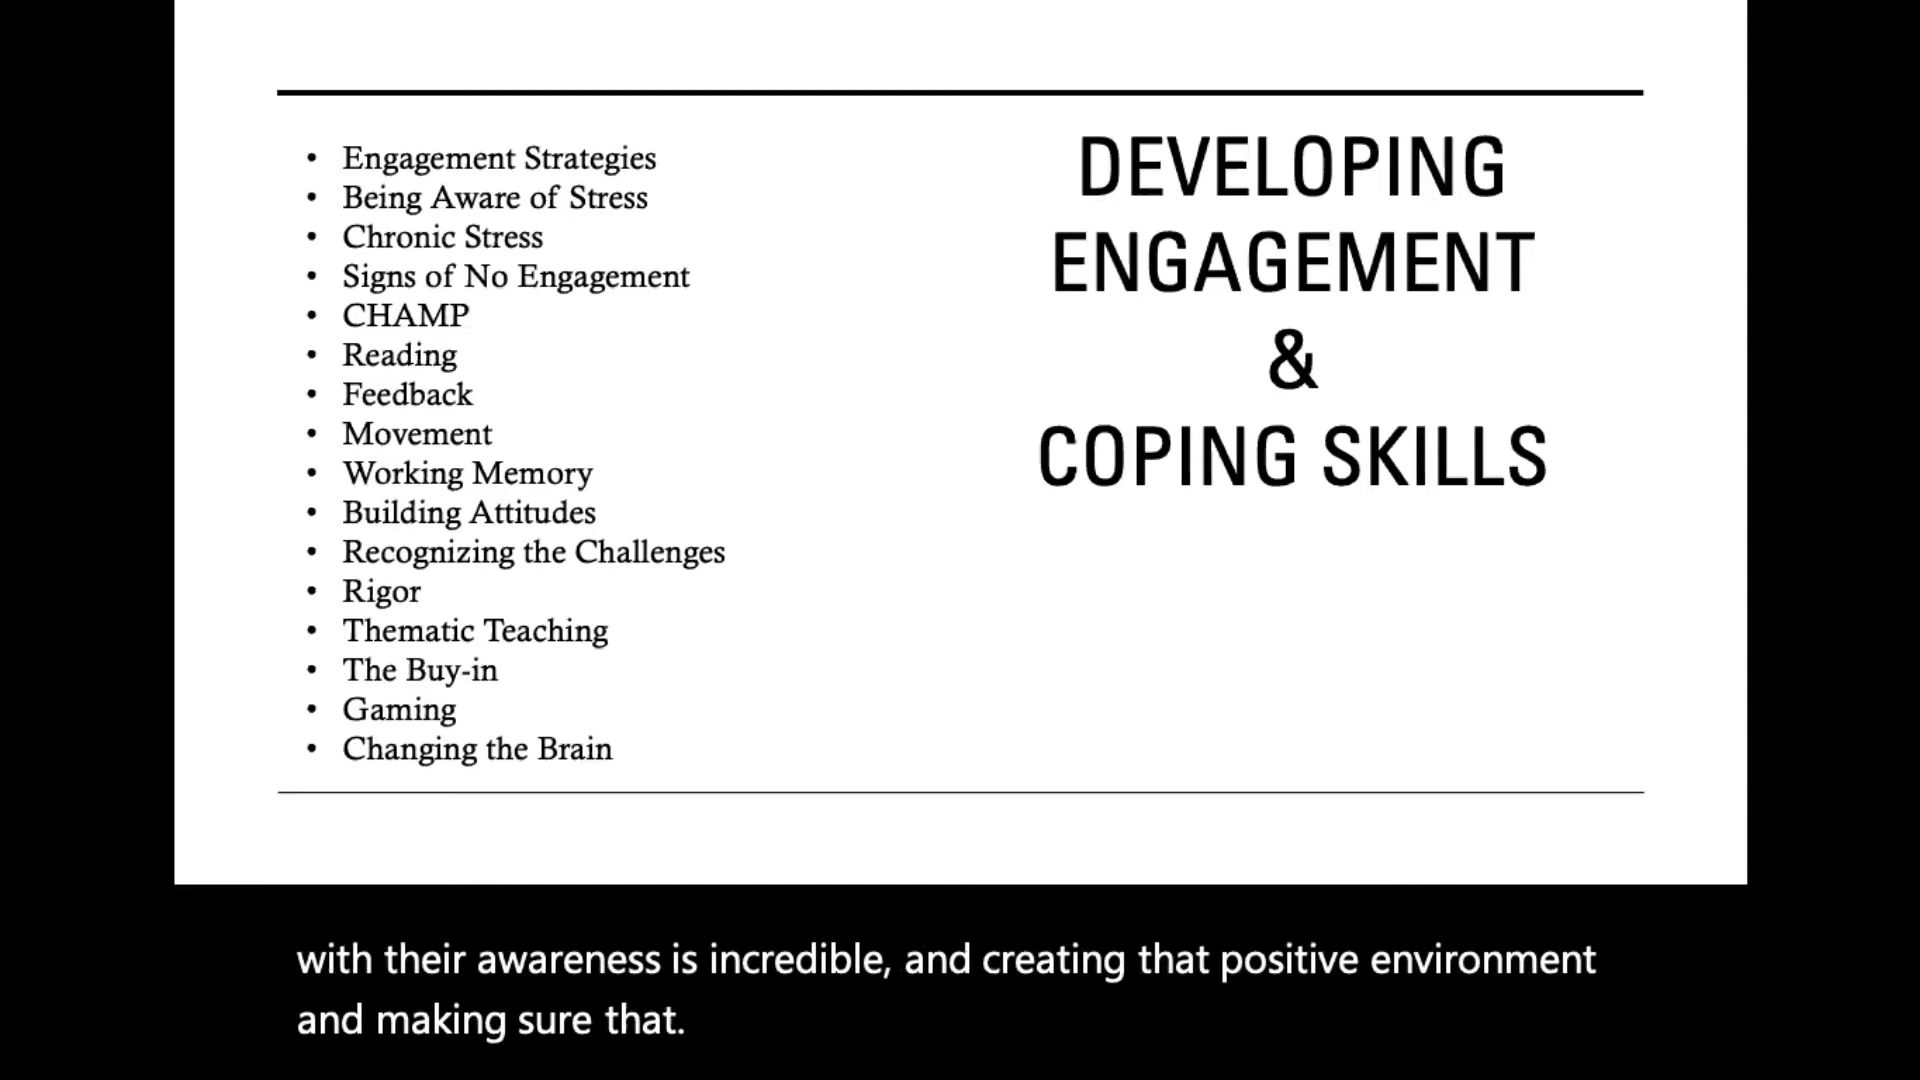 • Engagement Strategies
• Being Aware of Stress
• Chronic Stress
• Signs of No Engagement
• CHAMP
• Reading
• Feedback
• Movement
• Working Memory
• Building Attitudes
• Recognizing the Challenges
• Rigor
• Thematic Teaching
• The Buy-in
• Gaming
• Changing the Brain
DEVELOPING
ENGAGEMENT
&
COPING SKILLS
with their awareness is incredible, and creating that positive environment
and making sure that.